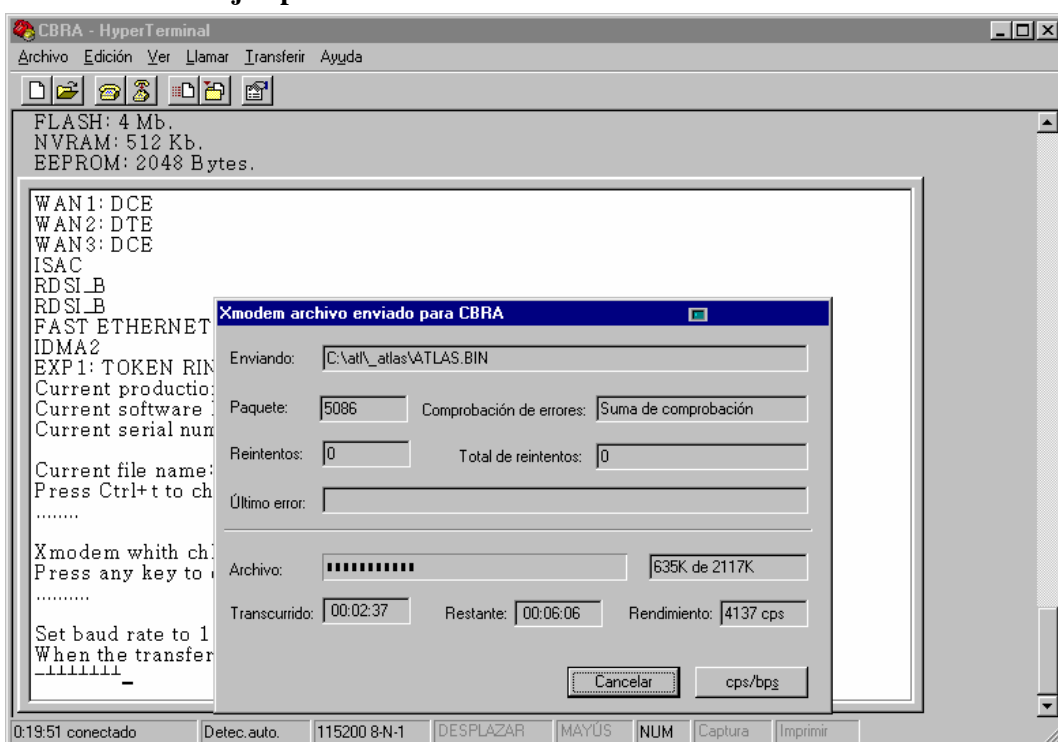 CBRA - HyperTerminal
Archivo Edición Ver Llamar Transferir Ayuda
FLASH: 4 Mb.
NVRAM: 512 Kb.
EEPROM: 2048 Bytes.
WAN1: DCE
WAN2: DTE
WAN3: DCE
ISAC
RDSI_B
RDSI_B
FAST ETHERNET
IDMA2
EXP1: TOKEN RIN
Current productio
Current software
Current serial num
Current file name:
Press Ctrl+t to ch
........
Xmodem whith ch
Press any key to
..........
Set baud rate to 1
When the transfer
Xmodem archivo enviado para CBRA
Enviando: C:\atl\_atlas\ATLAS.BIN
Paquete: 5086 Comprobación de errores: Suma de comprobación
Reintentos: 0 Total de reintentos: 0
Último error:
Archivo: 635K de 2117K
Transcurrido: 00:02:37 Restante: 00:06:06 Rendimiento: 4137 cps
Cancelar cps/bps
0:19:51 conectado Detec.auto. 115200 8-N-1 DESPLAZAR MAYÚS NUM Captura Imprimir